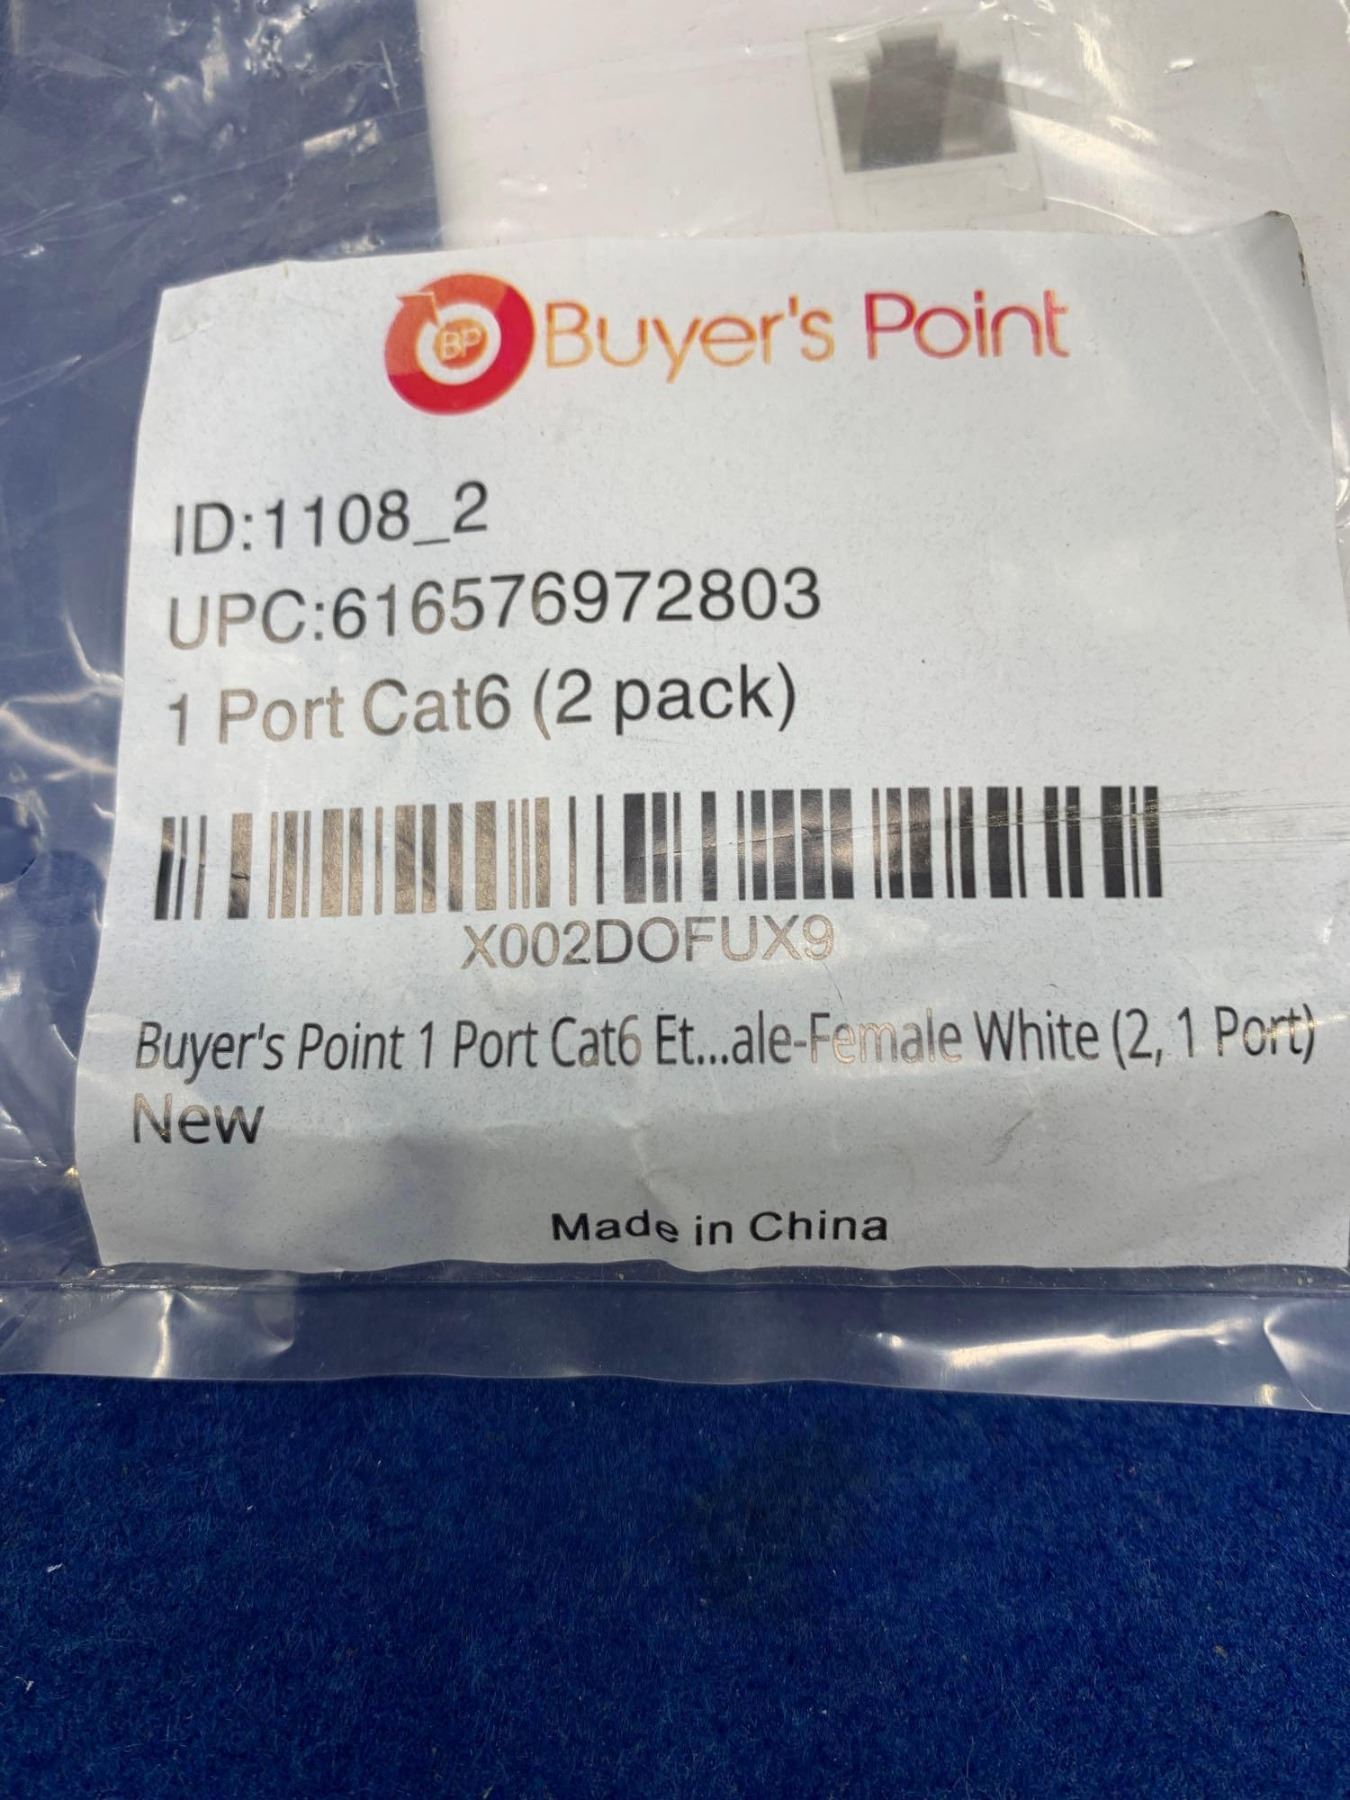 BP
Buyer's Point
ID:1108_2
UPC:616576972803
1 Port Cat6 (2 pack)
X002DOFUX9
Buyer's Point 1 Port Cat6 Et...ale-Female White (2, 1 Port)
New
Made in China